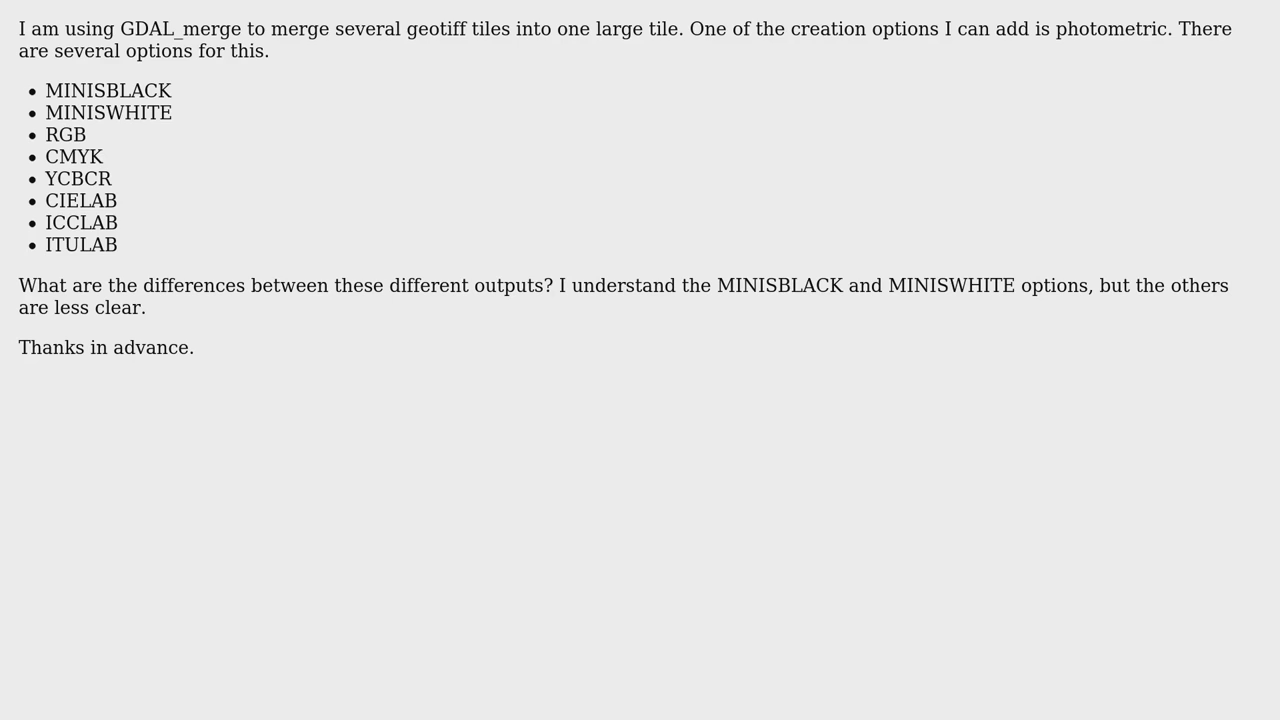 I am using GDAL_merge to merge several geotiff tiles into one large tile. One of the creation options I can add is photometric. There
are several options for this.
• MINISBLACK
• MINISWHITE
• RGB
• CMYK
• YCBCR
• CIELAB
• ICCLAB
• ITULAB
What are the differences between these different outputs? I understand the MINISBLACK and MINISWHITE options, but the others
are less clear.
Thanks in advance.